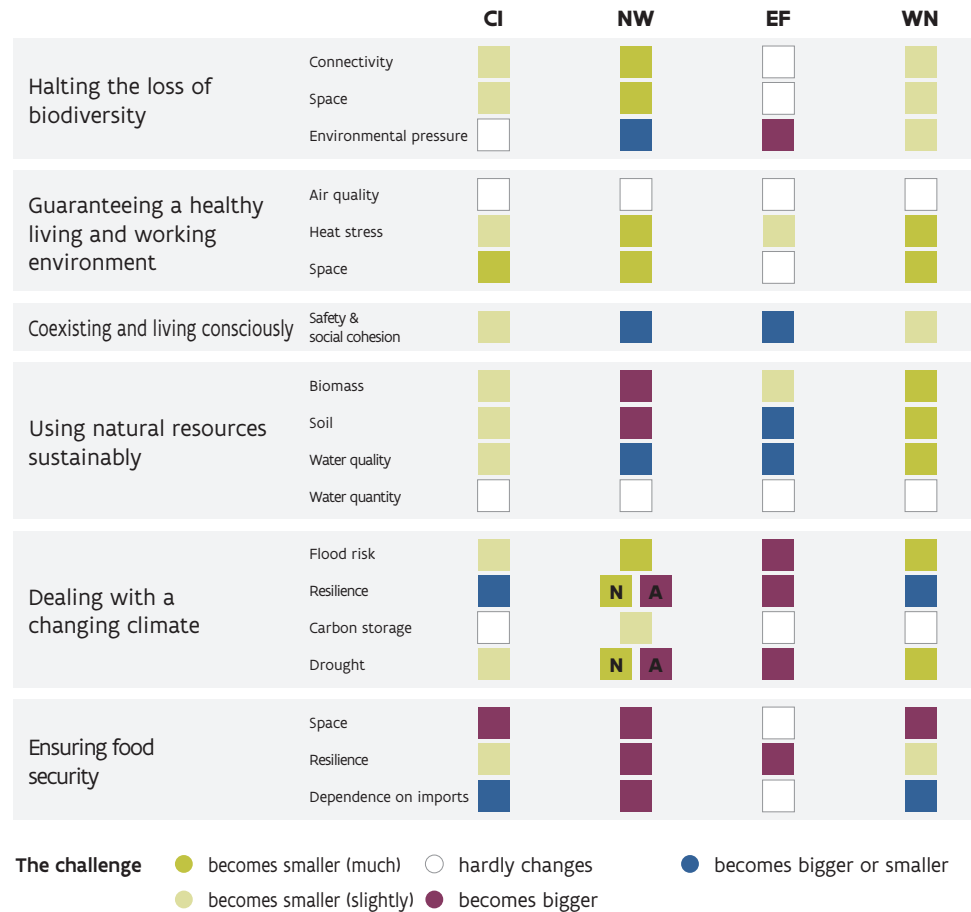 CI NW EF WN
Halting the loss of
biodiversity
Connectivity
Space
Environmental pressure
Guaranteeing a healthy
living and working
environment
Air quality
Heat stress
Space
Coexisting and living consciously
Safety &
social cohesion
Using natural resources
sustainably
Biomass
Soil
Water quality
Water quantity
Dealing with a
changing climate
Flood risk
Resilience
N A
Carbon storage
Drought
N A
Ensuring food
security
Space
Resilience
Dependence on imports
The challenge becomes smaller (much) hardly changes becomes bigger or smaller
becomes smaller (slightly) becomes bigger